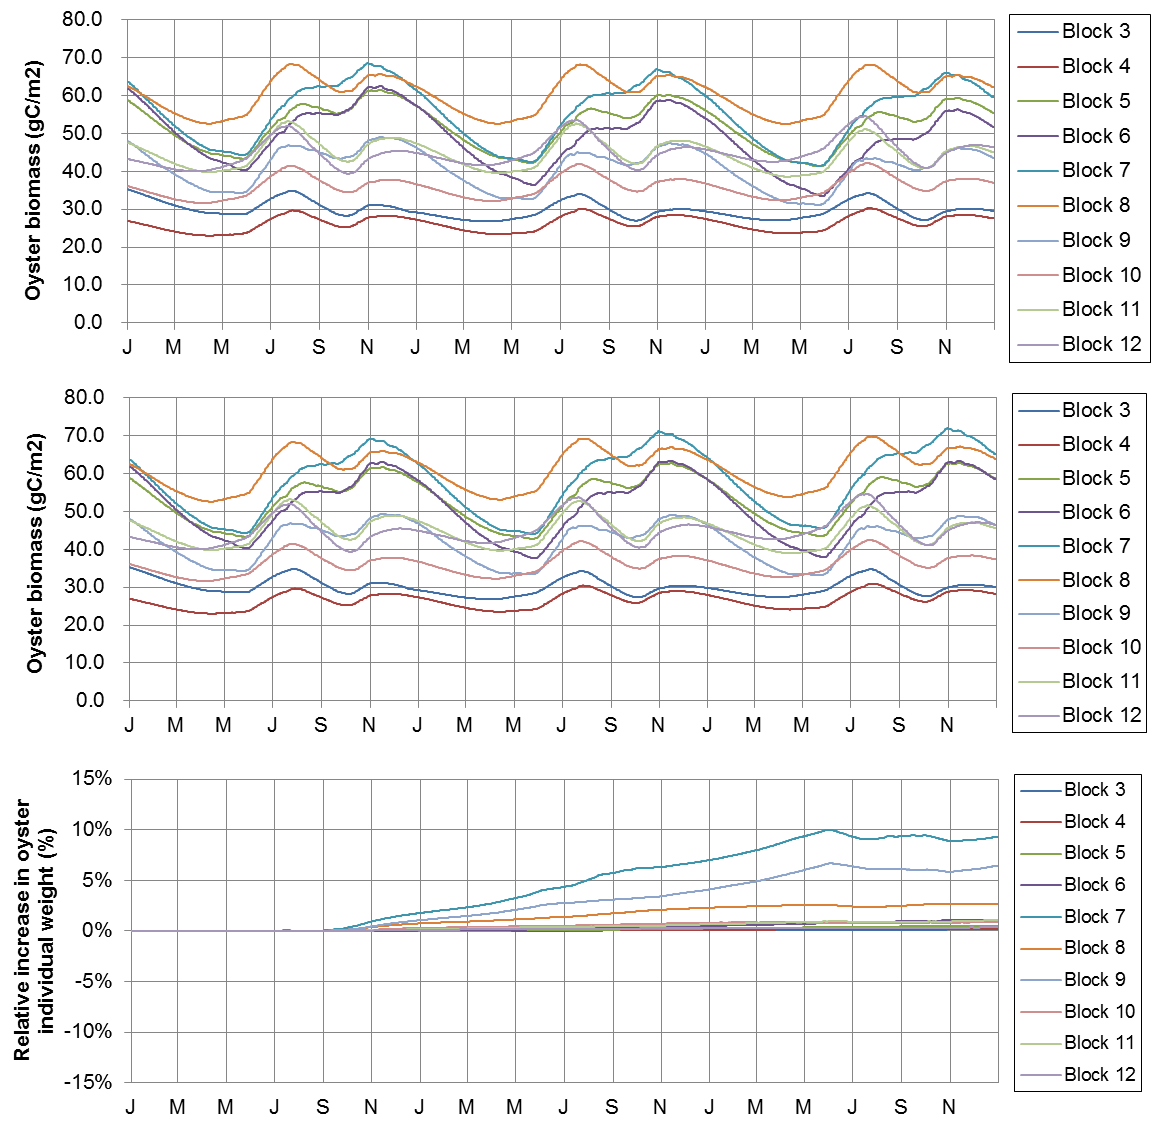 80.0
70.0
60.0
50.0
40.0
30.0
20.0
10.0
0.0
Oyster biomass (gC/m2)
J M M J S N J M M J S N J M M J S N
Block 3
Block 4
Block 5
Block 6
Block 7
Block 8
Block 9
Block 10
Block 11
Block 12
80.0
70.0
60.0
50.0
40.0
30.0
20.0
10.0
0.0
Oyster biomass (gC/m2)
J M M J S N J M M J S N J M M J S N
Block 3
Block 4
Block 5
Block 6
Block 7
Block 8
Block 9
Block 10
Block 11
Block 12
15%
10%
5%
0%
-5%
-10%
-15%
Relative increase in oyster
individual weight (%)
J M M J S N J M M J S N J M M J S N
Block 3
Block 4
Block 5
Block 6
Block 7
Block 8
Block 9
Block 10
Block 11
Block 12